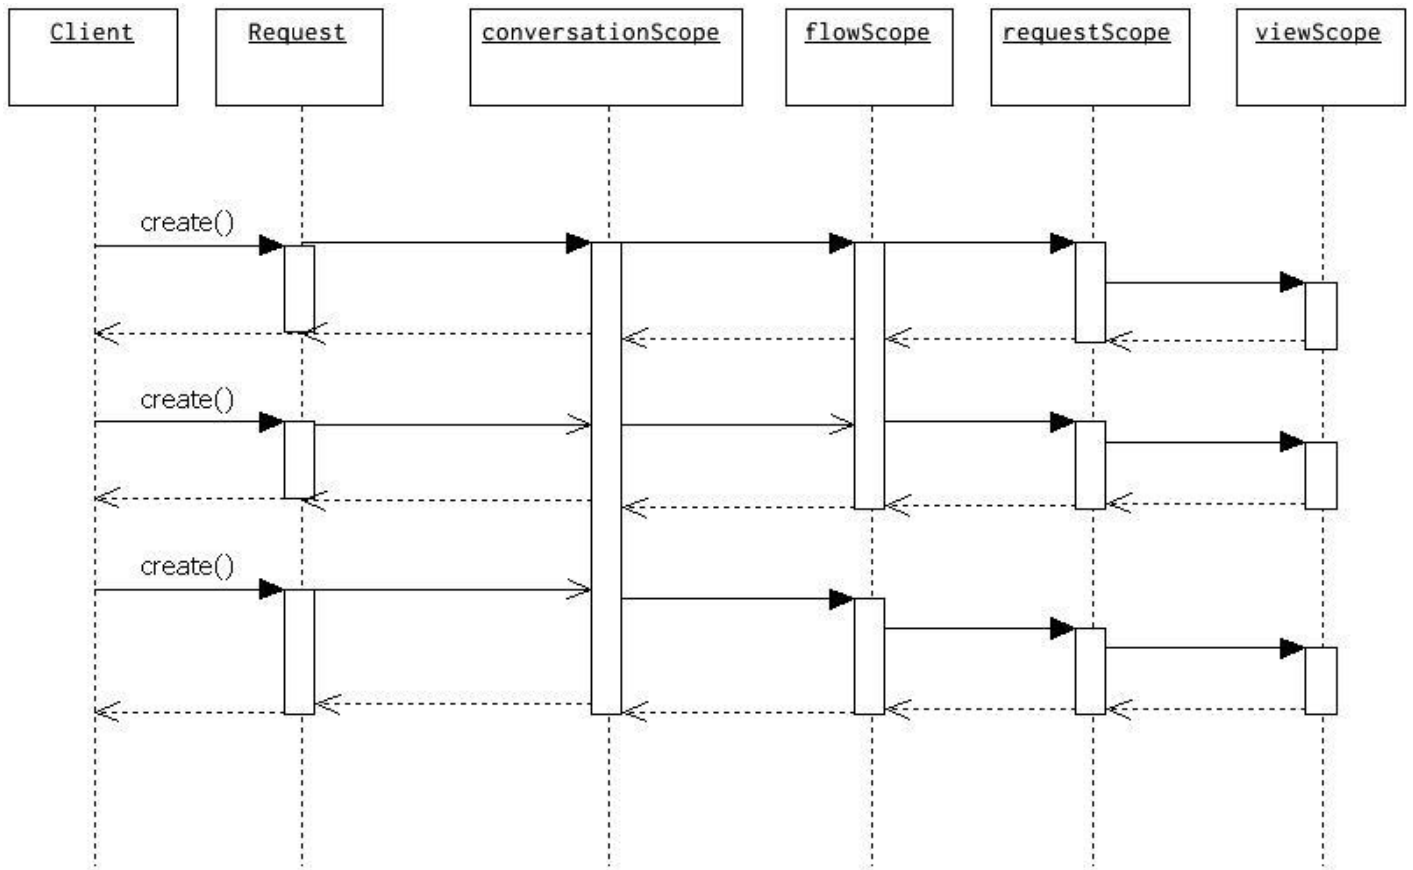 Client
Request
conversationScope
flowScope
requestScope
viewScope
create()
create()
create()